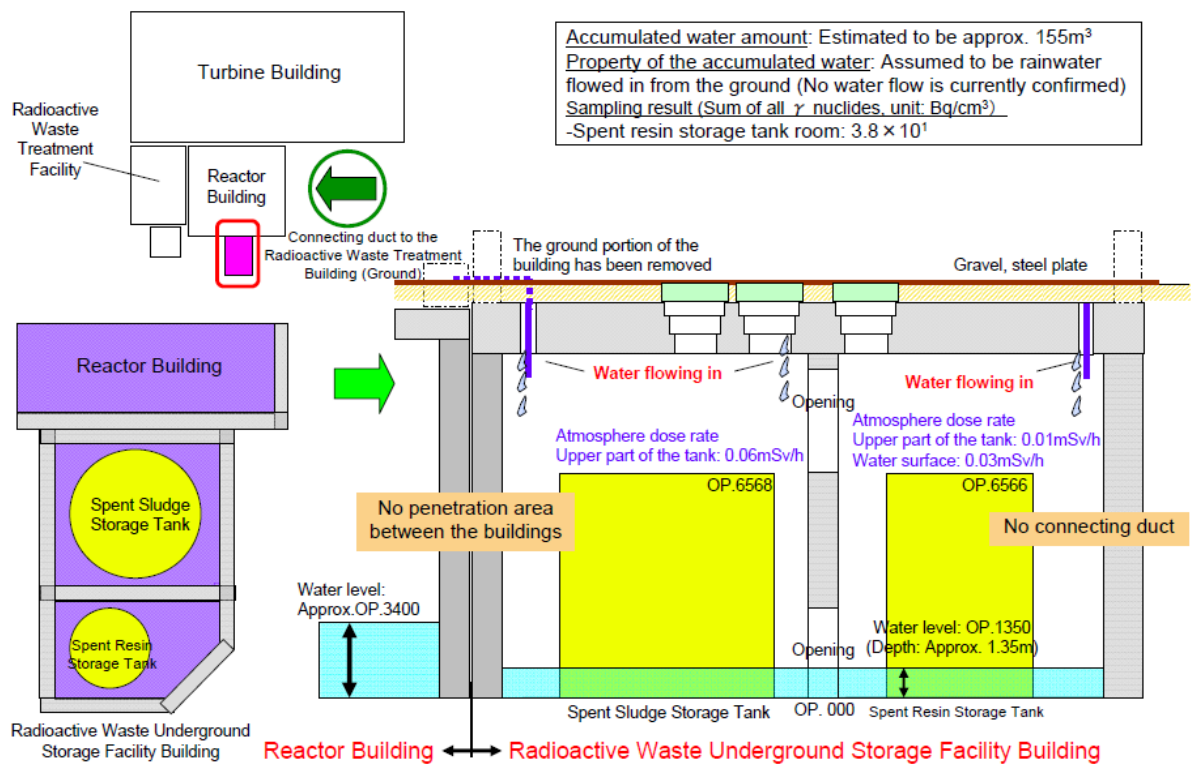 Accumulated water amount: Estimated to be approx. 155m³
Property of the accumulated water: Assumed to be rainwater
flowed in from the ground (No water flow is currently confirmed)
Sampling result (Sum of all γ nuclides, unit: Bq/cm³)
-Spent resin storage tank room: 3.8×10¹
Turbine Building
Radioactive
Waste
Treatment
Facility
Reactor
Building
Connecting duct to the
Radioactive Waste Treatment
Building (Ground)
The ground portion of the
building has been removed
Gravel, steel plate
Reactor Building
Water flowing in
Water flowing in
Opening
Atmosphere dose rate
Upper part of the tank: 0.06mSv/h
Atmosphere dose rate
Upper part of the tank: 0.01mSv/h
Water surface: 0.03mSv/h
OP.6568
OP.6566
Spent Sludge
Storage Tank
No penetration area
between the buildings
No connecting duct
Water level:
Approx.OP.3400
Water level: OP.1350
(Depth: Approx. 1.35m)
Opening
Spent Resin
Storage Tank
Spent Sludge Storage Tank
OP. 000
Spent Resin Storage Tank
Radioactive Waste Underground
Storage Facility Building
Reactor Building
Radioactive Waste Underground Storage Facility Building